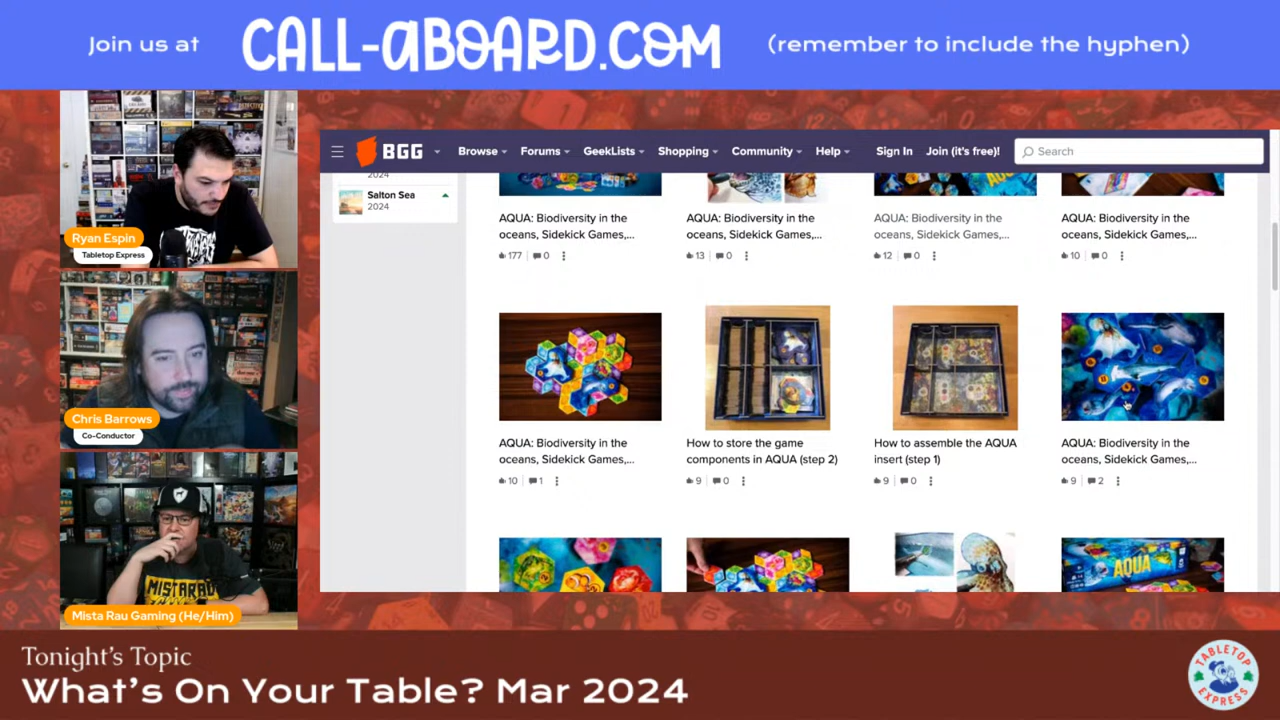 Join us at CALL-aBOARD.COM (remember to include the hyphen)
Ryan Espin
Tabletop Express
Chris Barrows
Co-Conductor
MISTARAU
Mista Rau Gaming (He/Him)
BGG Browse Forums GeekLists Shopping Community Help Sign In Join (it's free)! Search
2024
Salton Sea
2024
AQUA: Biodiversity in the
oceans, Sidekick Games,...
177 0
AQUA: Biodiversity in the
oceans, Sidekick Games,...
13 0
AQUA: Biodiversity in the
oceans, Sidekick Games,...
12 0
AQUA: Biodiversity in the
oceans, Sidekick Games,...
10 0
AQUA: Biodiversity in the
oceans, Sidekick Games,...
10 1
How to store the game
components in AQUA (step 2)
9 0
How to assemble the AQUA
insert (step 1)
9 0
AQUA: Biodiversity in the
oceans, Sidekick Games,...
9 2
AQUA
Tonight's Topic
What's On Your Table? Mar 2024
TABLETOP
EXPRESS